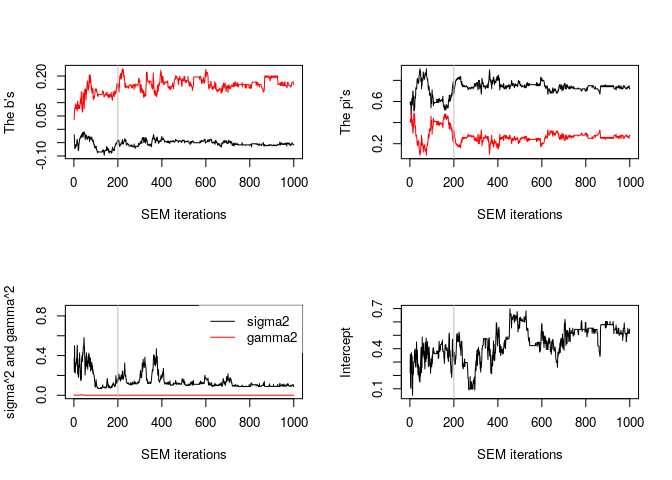 The b's
0.20
0.05
-0.10
0 200 400 600 800 1000
SEM iterations
The pi's
0.6
0.2
0 200 400 600 800 1000
SEM iterations
sigma^2 and gamma^2
0.8
0.4
0.0
sigma2
gamma2
0 200 400 600 800 1000
SEM iterations
Intercept
0.7
0.4
0.1
0 200 400 600 800 1000
SEM iterations